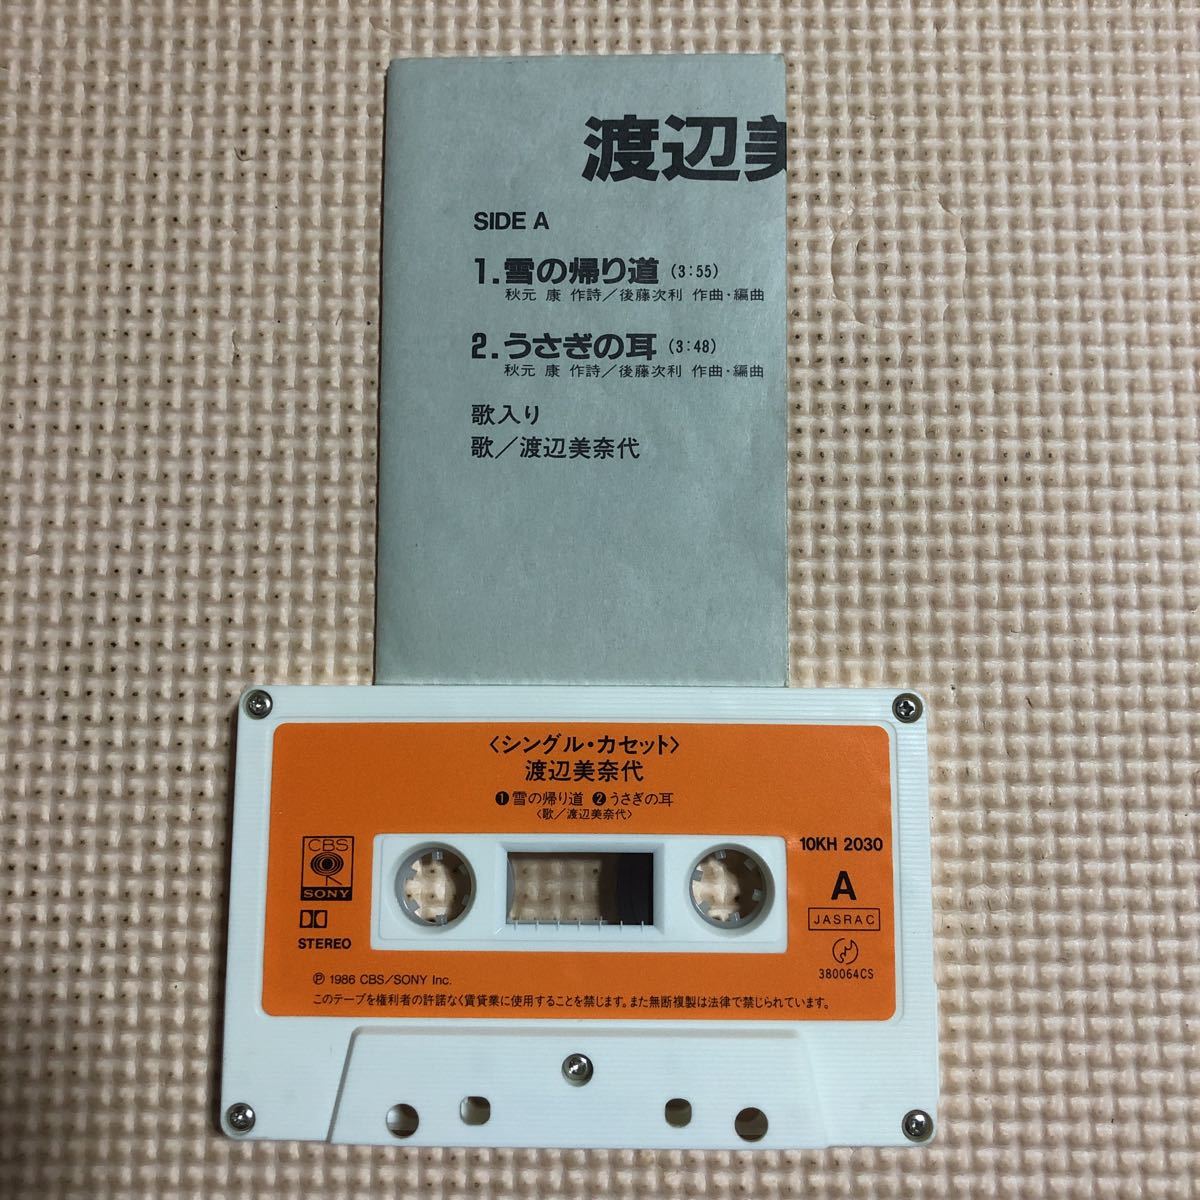 渡辺美
SIDE A
1.雪の帰り道 (3:55)
秋元 康 作詩/後藤次利 作曲・編曲
2.うさぎの耳 (3:48)
秋元 康 作詩/後藤次利 作曲・編曲
歌入り
歌/渡辺美奈代
〈シングル・カセット〉
渡辺美奈代
❶雪の帰り道 ❷うさぎの耳
〈歌/渡辺美奈代〉
CBS
SONY
STEREO
10KH 2030
A
JASRAC
380064CS
Ⓟ 1986 CBS/SONY Inc.
このテープを権利者の許諾なく賃貸業に使用することを禁じます。また無断複製は法律で禁じられています。